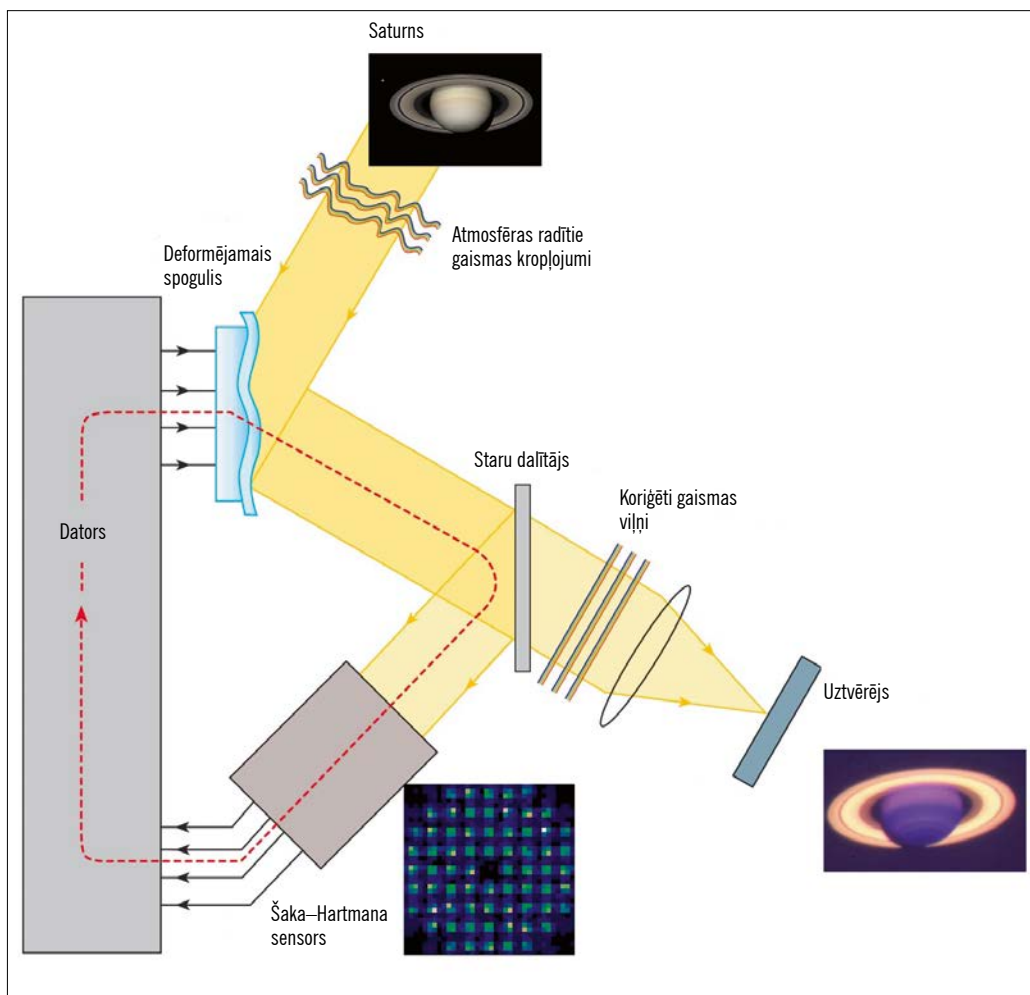 Saturns
Atmosfēras radītie
gaismas kropļojumi
Deformējamais
spogulis
Staru dalītājs
Koriģēti gaismas
viļņi
Dators
Uztvērējs
Šaka–Hartmana
sensors